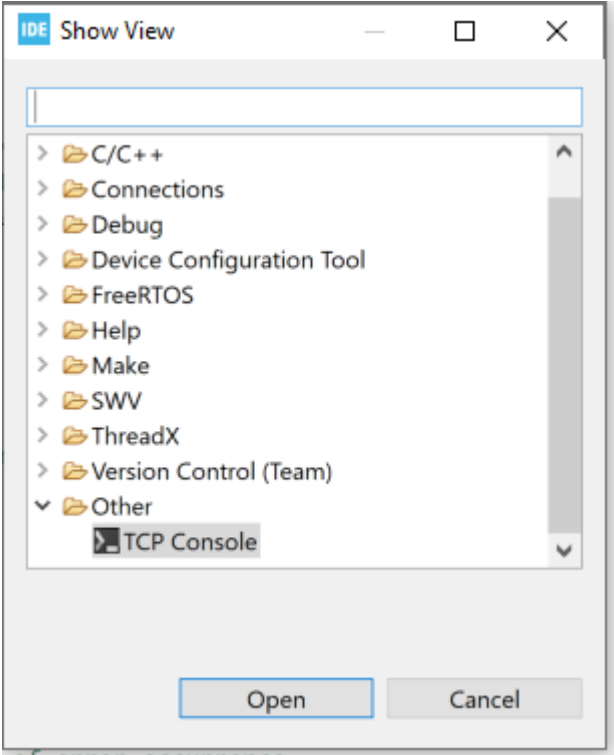 IDE Show View
C/C++
Connections
Debug
Device Configuration Tool
FreeRTOS
Help
Make
SWV
ThreadX
Version Control (Team)
Other
TCP Console
Open Cancel